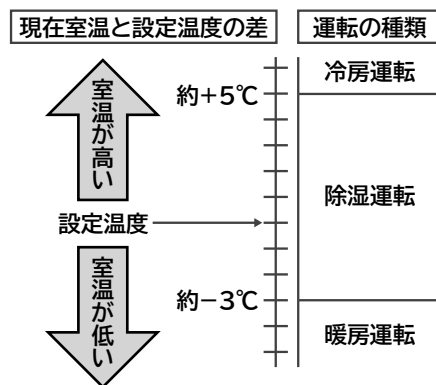 現在室温と設定温度の差
運転の種類
冷房運転
約+5℃
室温が高い
除湿運転
設定温度
室温が低い
約−3℃
暖房運転